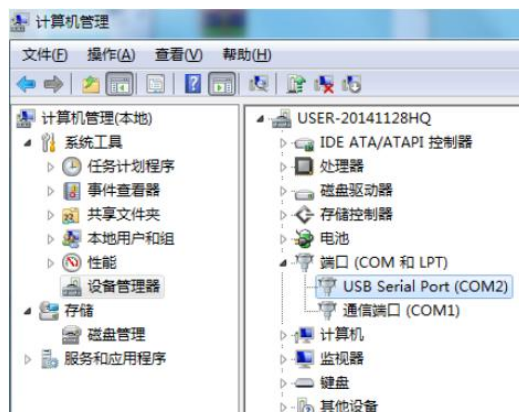 计算机管理
文件(F) 操作(A) 查看(V) 帮助(H)
计算机管理(本地)
系统工具
任务计划程序
事件查看器
共享文件夹
本地用户和组
性能
设备管理器
存储
磁盘管理
服务和应用程序
USER-20141128HQ
IDE ATA/ATAPI 控制器
处理器
磁盘驱动器
存储控制器
电池
端口 (COM 和 LPT)
USB Serial Port (COM2)
通信端口 (COM1)
计算机
监视器
键盘
其他设备